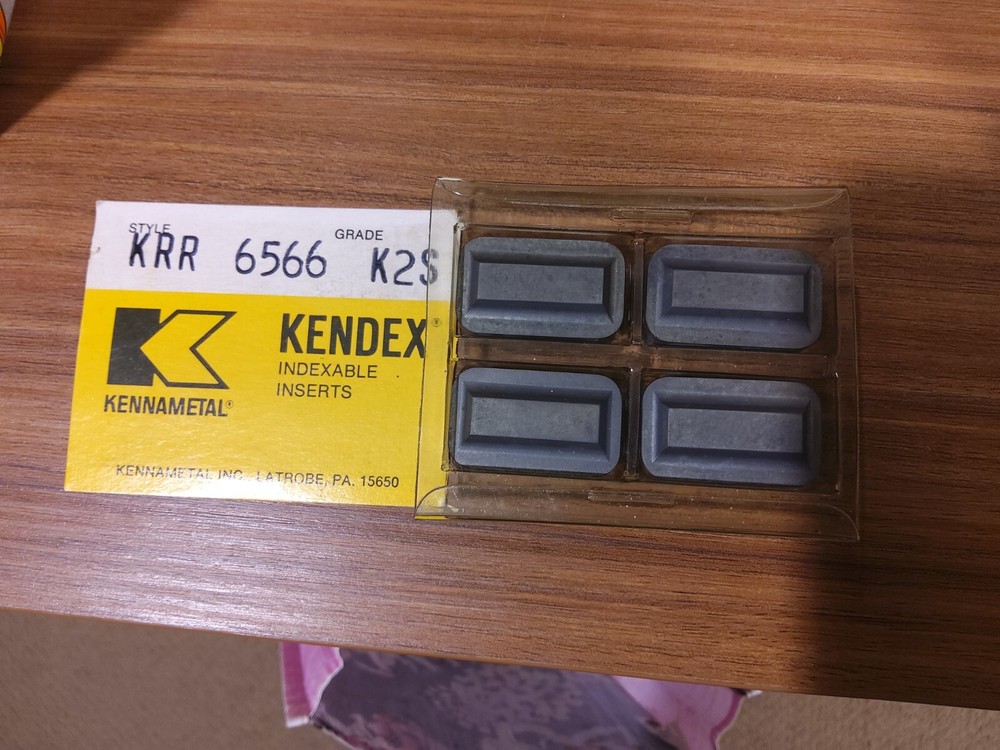 STYLE GRADE
KRR 6566 K2S
KENDEX®
INDEXABLE
INSERTS
KENNAMETAL®
KENNAMETAL INC. LATROBE, PA. 15650